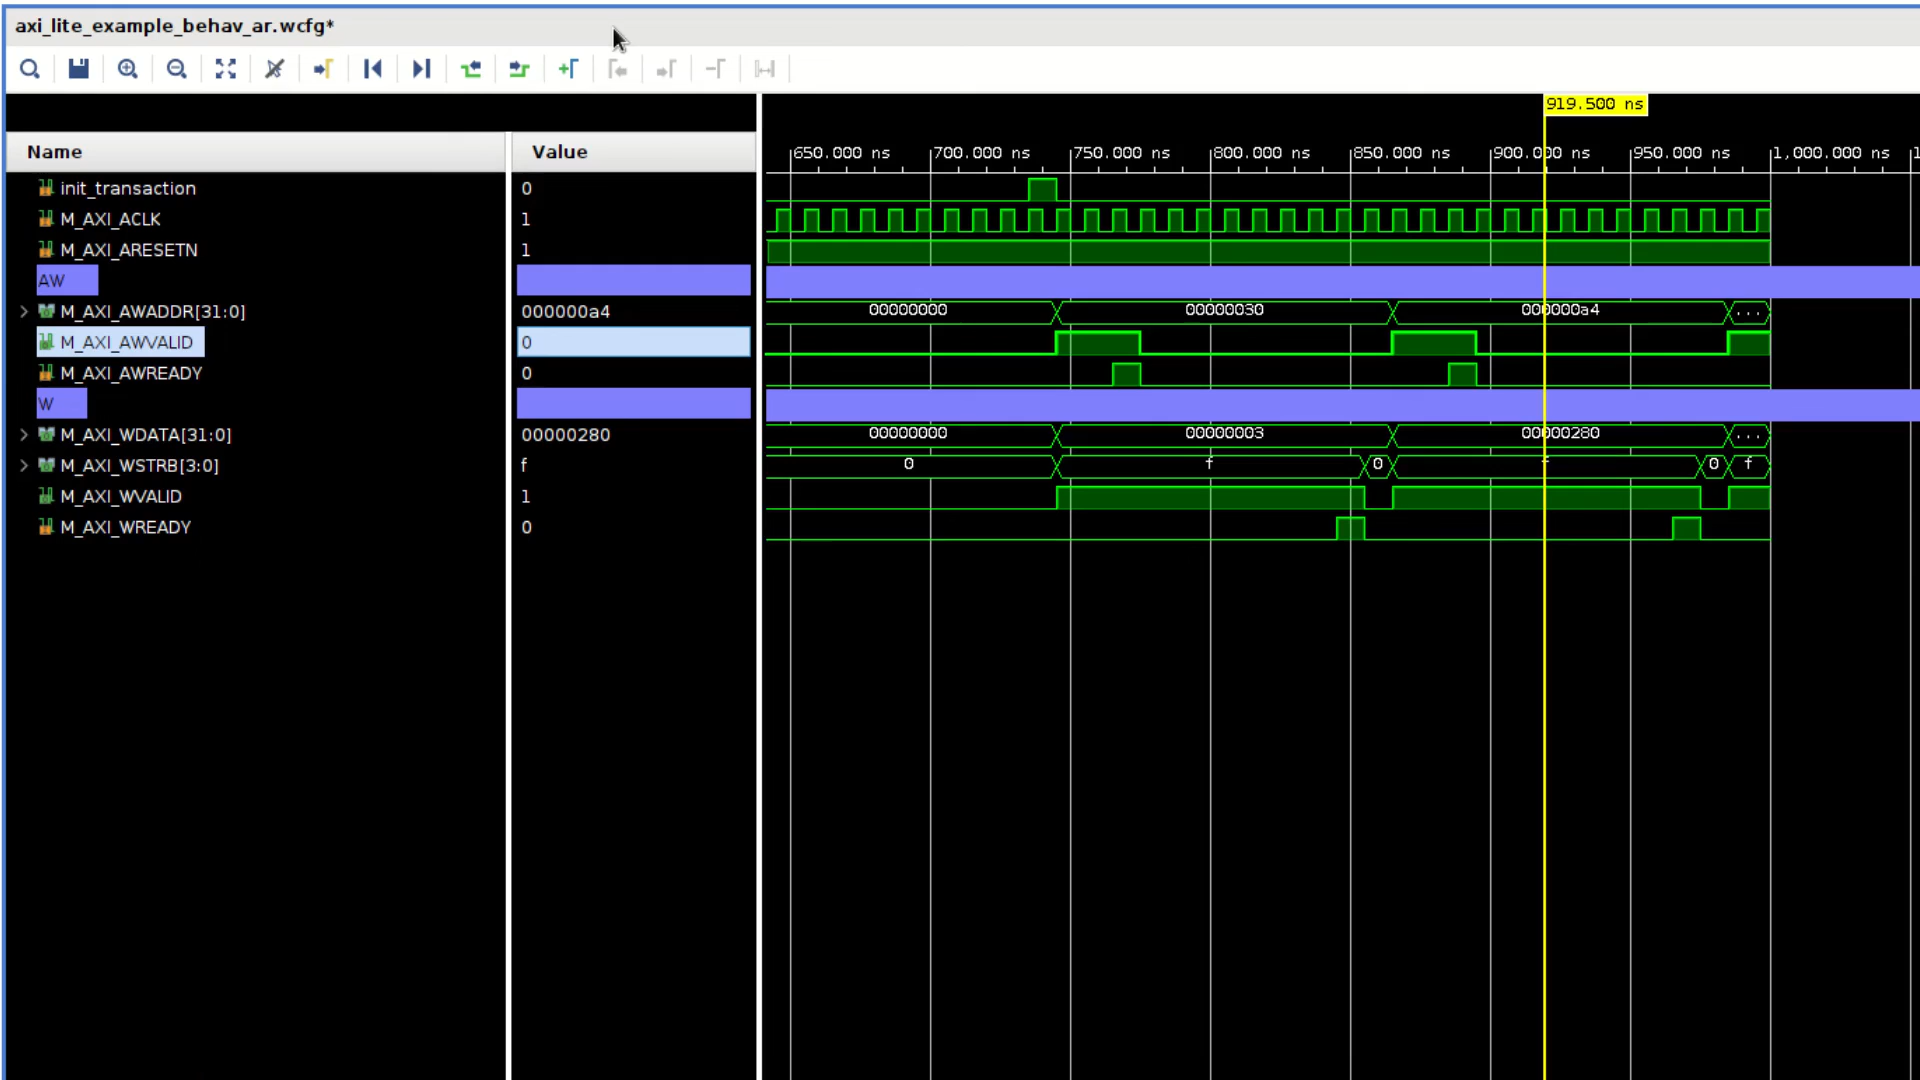 axi_lite_example_behav_ar.wcfg*
919.500 ns
Name Value
650.000 ns 700.000 ns 750.000 ns 800.000 ns 850.000 ns 900.000 ns 950.000 ns 1,000.000 ns
init_transaction 0
M_AXI_ACLK 1
M_AXI_ARESETN 1
AW
M_AXI_AWADDR[31:0] 000000a4 00000000 00000030 000000a4 ...
M_AXI_AWVALID 0
M_AXI_AWREADY 0
W
M_AXI_WDATA[31:0] 00000280 00000000 00000003 00000280 ...
M_AXI_WSTRB[3:0] f 0 f 0 f 0 f
M_AXI_WVALID 1
M_AXI_WREADY 0